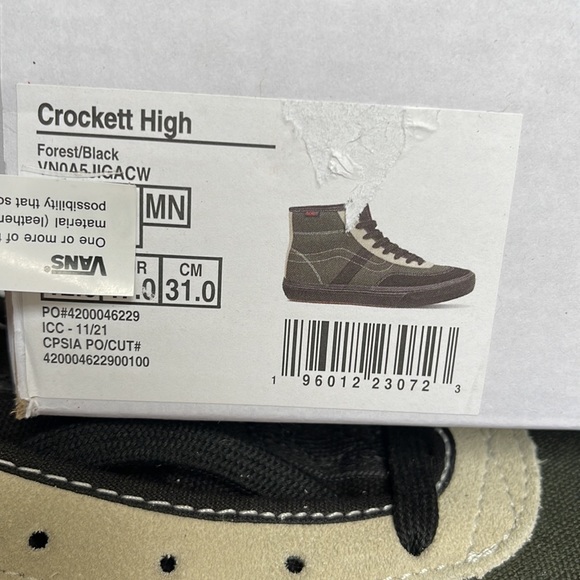 Crockett High
Forest/Black
VN0A5JIGACW
MN
One or more of
material (leather
possibility that so
VANS
R
CM
.0
31.0
PO#4200046229
ICC - 11/21
CPSIA PO/CUT#
420004622900100
1 96012 23072 3